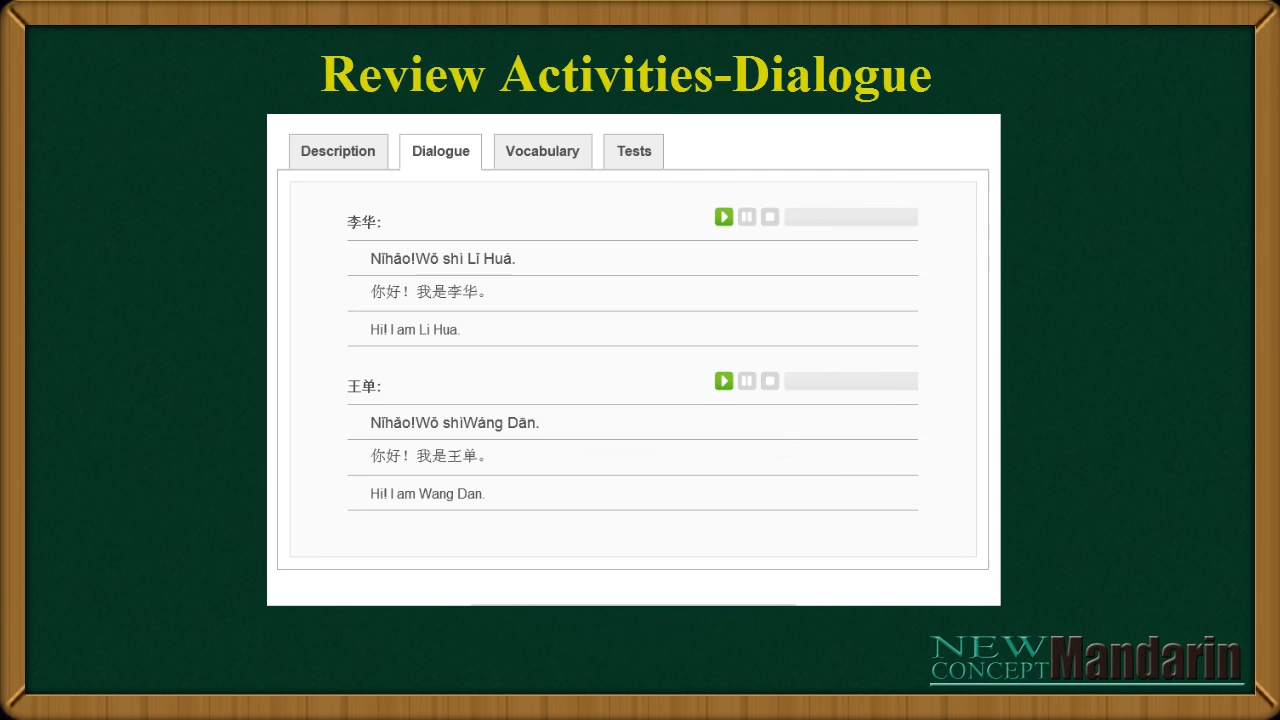 Review Activities-Dialogue
Description Dialogue Vocabulary Tests
李华:
Nǐhǎo!Wǒ shì Lǐ Huá.
你好！我是李华。
Hi! I am Li Hua.
王单:
Nǐhǎo!Wǒ shìWáng Dān.
你好！我是王单。
Hi! I am Wang Dan.
NEW CONCEPT Mandarin